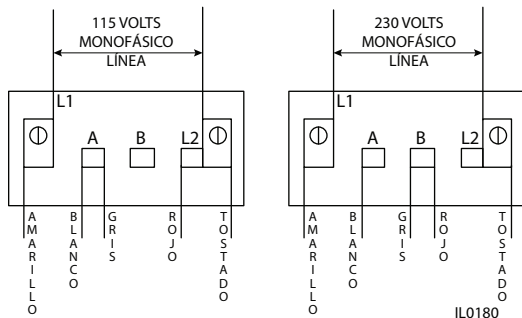 115 VOLTS
MONOFÁSICO
LÍNEA
L1
A
B
L2
AMARILLO
BLANCO
GRIS
ROJO
TOSTADO
230 VOLTS
MONOFÁSICO
LÍNEA
L1
A
B
L2
AMARILLO
BLANCO
GRIS
ROJO
TOSTADO
IL0180